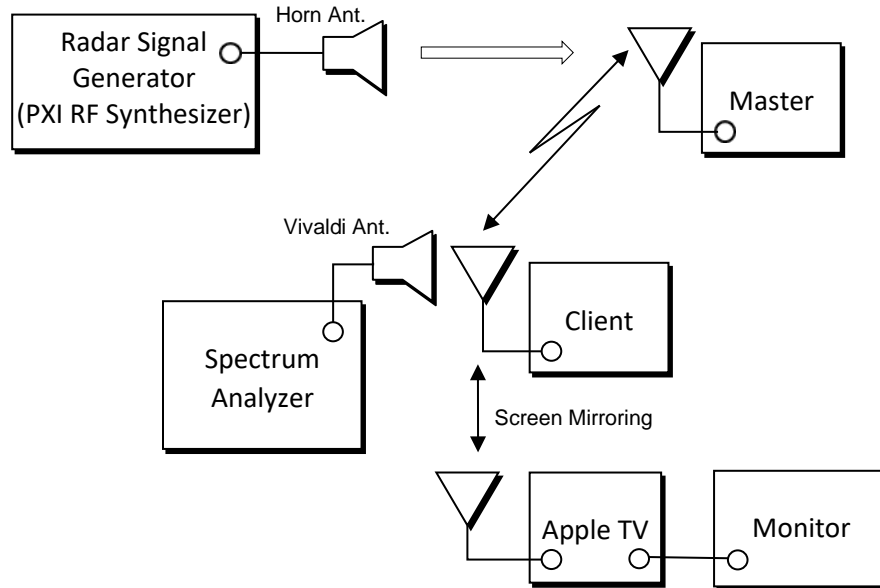 Horn Ant.
Radar Signal
Generator
(PXI RF Synthesizer)
Master
Vivaldi Ant.
Client
Spectrum
Analyzer
Screen Mirroring
Apple TV
Monitor